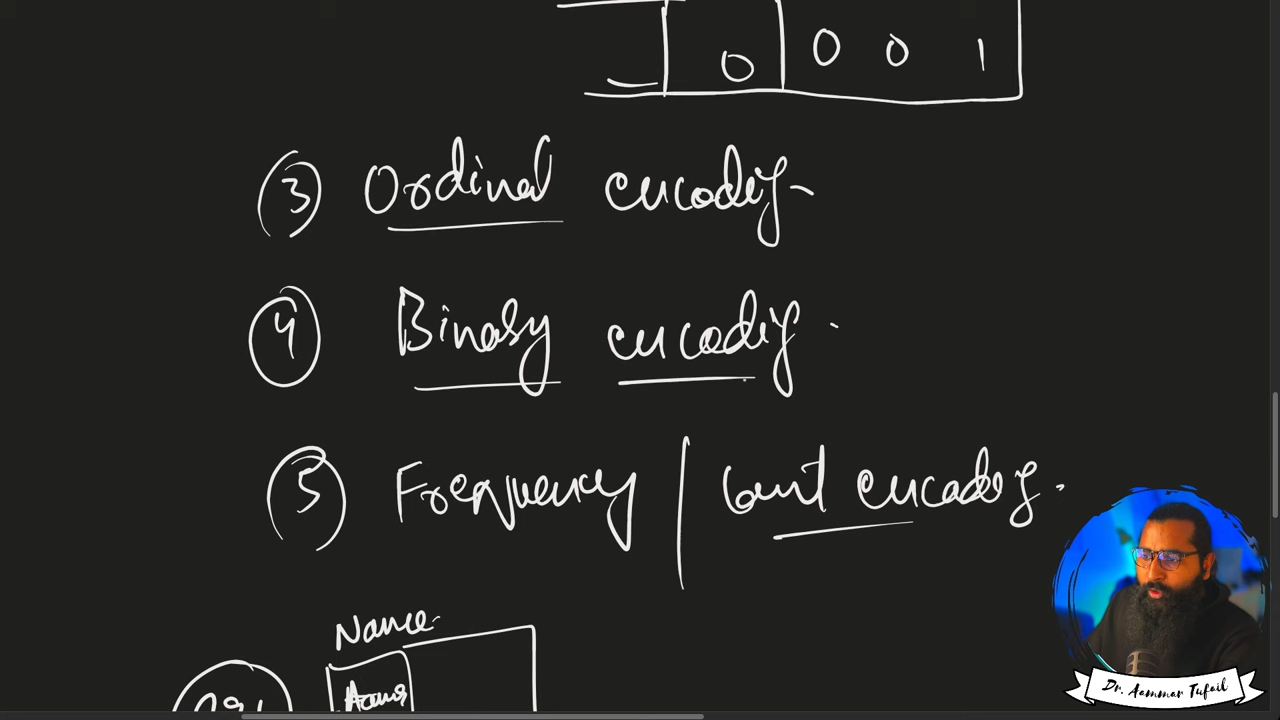 0 0 0 1
③ Ordinal encoding
④ Binary encoding.
⑤ Frequency | Count encoding.
Name
Dr. Aammar Tufail